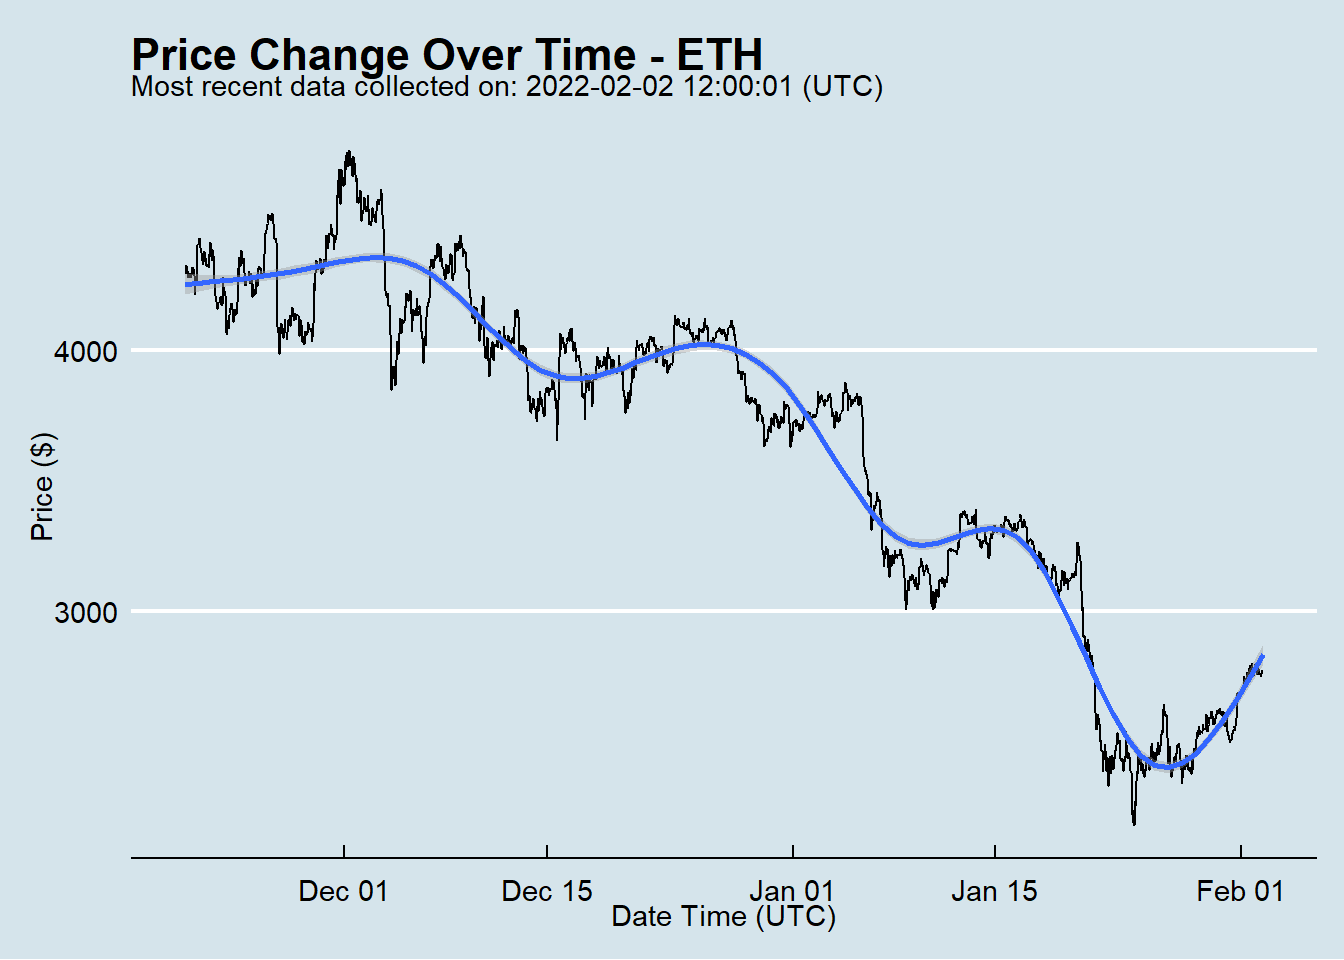 Price Change Over Time - ETH
Most recent data collected on: 2022-02-02 12:00:01 (UTC)
Price ($)
4000
3000
Dec 01 Dec 15 Jan 01 Jan 15 Feb 01
Date Time (UTC)